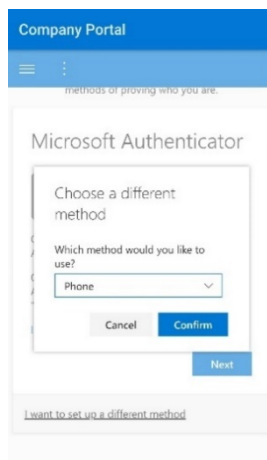 Company Portal
methods of proving who you are.
Microsoft Authenticator
Choose a different
method
Which method would you like to
use?
Phone
Cancel Confirm
Next
I want to set up a different method